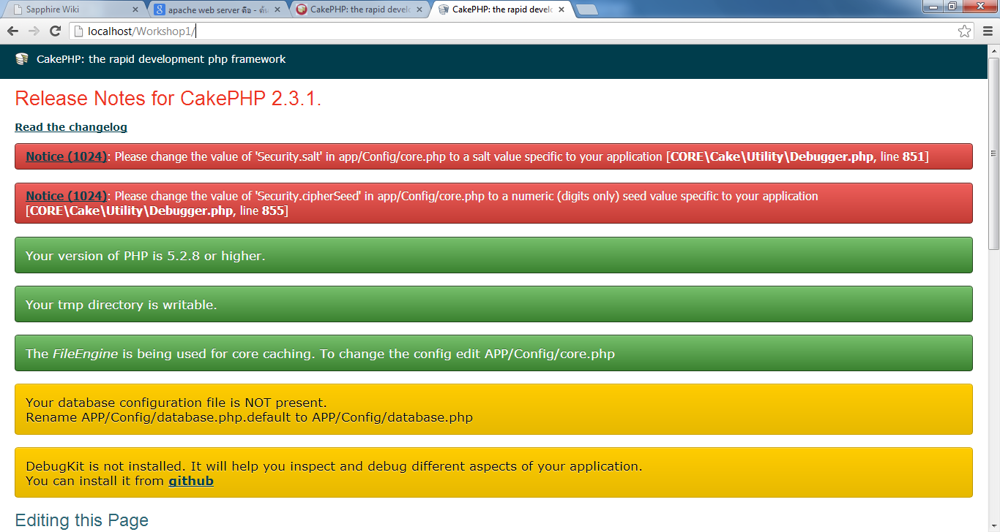 Sapphire Wiki
apache web server คือ - ค้น
CakePHP: the rapid develo
CakePHP: the rapid develo
localhost/Workshop1/
CakePHP: the rapid development php framework
Release Notes for CakePHP 2.3.1.
Read the changelog
Notice (1024): Please change the value of 'Security.salt' in app/Config/core.php to a salt value specific to your application [CORE\Cake\Utility\Debugger.php, line 851]
Notice (1024): Please change the value of 'Security.cipherSeed' in app/Config/core.php to a numeric (digits only) seed value specific to your application
[CORE\Cake\Utility\Debugger.php, line 855]
Your version of PHP is 5.2.8 or higher.
Your tmp directory is writable.
The FileEngine is being used for core caching. To change the config edit APP/Config/core.php
Your database configuration file is NOT present.
Rename APP/Config/database.php.default to APP/Config/database.php
DebugKit is not installed. It will help you inspect and debug different aspects of your application.
You can install it from github
Editing this Page